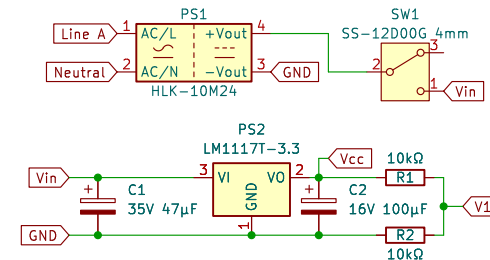 PS1
SW1
Line A 1 AC/L +Vout 4
SS-12D00G_4mm
3
Neutral 2 AC/N -Vout 3 GND
2
HLK-10M24
1 Vin
PS2
LM1117T-3.3
Vcc
10kΩ
Vin 3 VI VO 2 R1
+ C1
35V 47µF
GND
+ C2
16V 100µF
V1
GND 1 R2
10kΩ